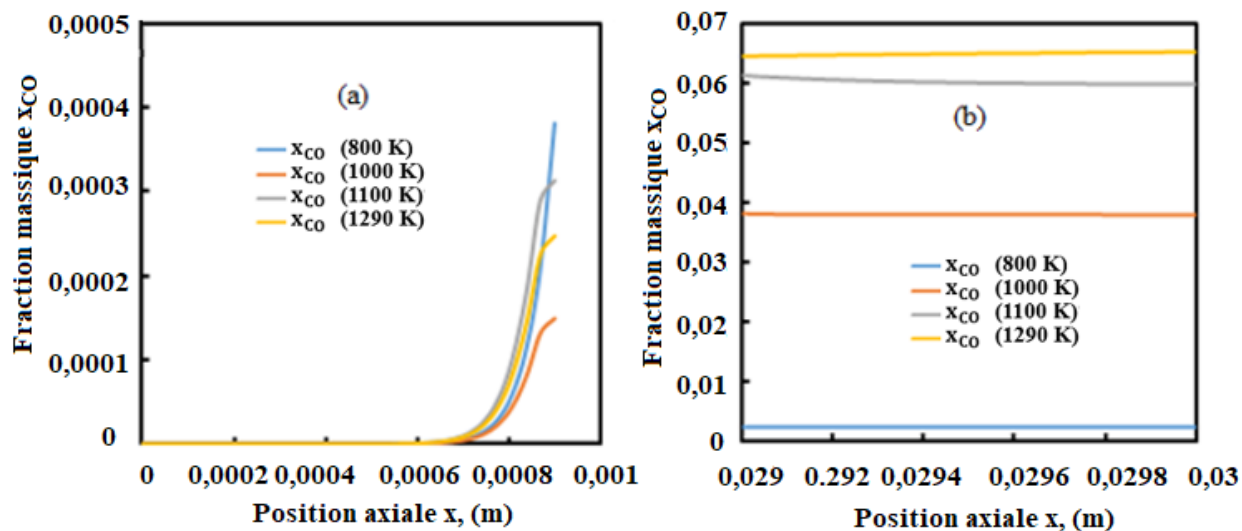 Fraction massique xCO
0,0005
0,0004
0,0003
0,0002
0,0001
0
(a)
xCO (800 K)
xCO (1000 K)
xCO (1100 K)
xCO (1290 K)
0 0,0002 0,0004 0,0006 0,0008 0,001
Position axiale x, (m)
Fraction massique xCO
0,07
0,06
0,05
0,04
0,03
0,02
0,01
0
(b)
xCO (800 K)
xCO (1000 K)
xCO (1100 K)
xCO (1290 K)
0,029 0.292 0,0294 0,0296 0,0298 0,03
Position axiale x, (m)